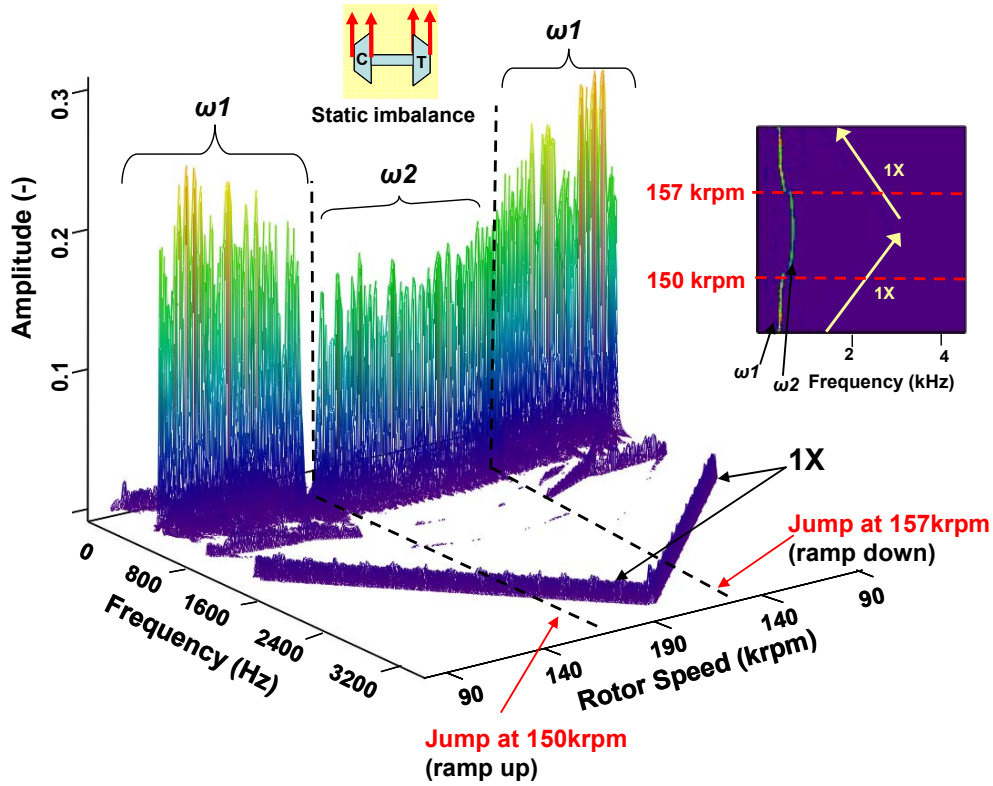 ω1
C
T
Static imbalance
ω1
ω2
Amplitude (-)
0.3
0.2
0.1
0
800
1600
2400
3200
Frequency (Hz)
90
140
190
140
90
Rotor Speed (krpm)
1X
Jump at 157krpm
(ramp down)
Jump at 150krpm
(ramp up)
157 krpm
150 krpm
1X
1X
2
4
ω1
ω2
Frequency (kHz)